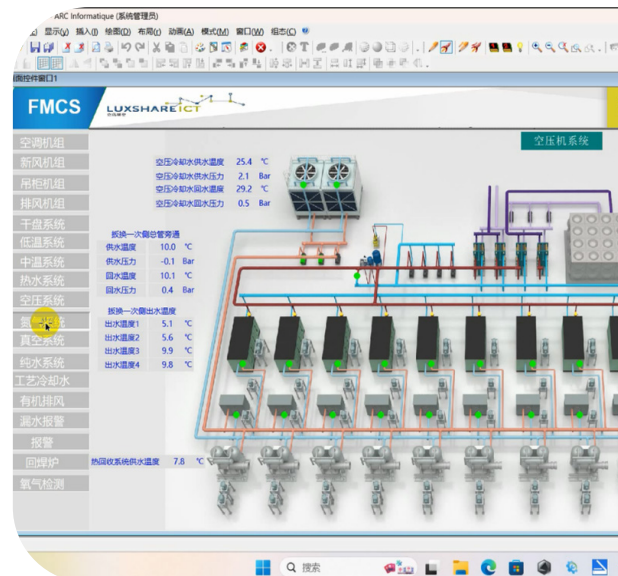 ARC Informatique (系统管理员)
显示(V) 插入(I) 绘图(D) 布局(r) 动画(A) 模式(M) 窗口(W) 组态(C)
面控件窗口1
FMCS
LUXSHARE ICT
空压机系统
空调机组
新风机组
吊柜机组
排风机组
干盘系统
低温系统
中温系统
热水系统
空压系统
真空系统
纯水系统
工艺冷却水
有机排风
漏水报警
报警
回焊炉
氧气检测
空压冷却水供水温度 25.4 ℃
空压冷却水供水压力 2.1 Bar
空压冷却水回水温度 29.2 ℃
空压冷却水回水压力 0.5 Bar
板换一次侧总管旁通
供水温度 10.0 ℃
供水压力 -0.1 Bar
回水温度 10.1 ℃
回水压力 0.4 Bar
板换一次侧出水温度
出水温度1 5.1 ℃
出水温度2 5.6 ℃
出水温度3 9.9 ℃
出水温度4 9.8 ℃
热回收系统供水温度 7.8 ℃
搜索